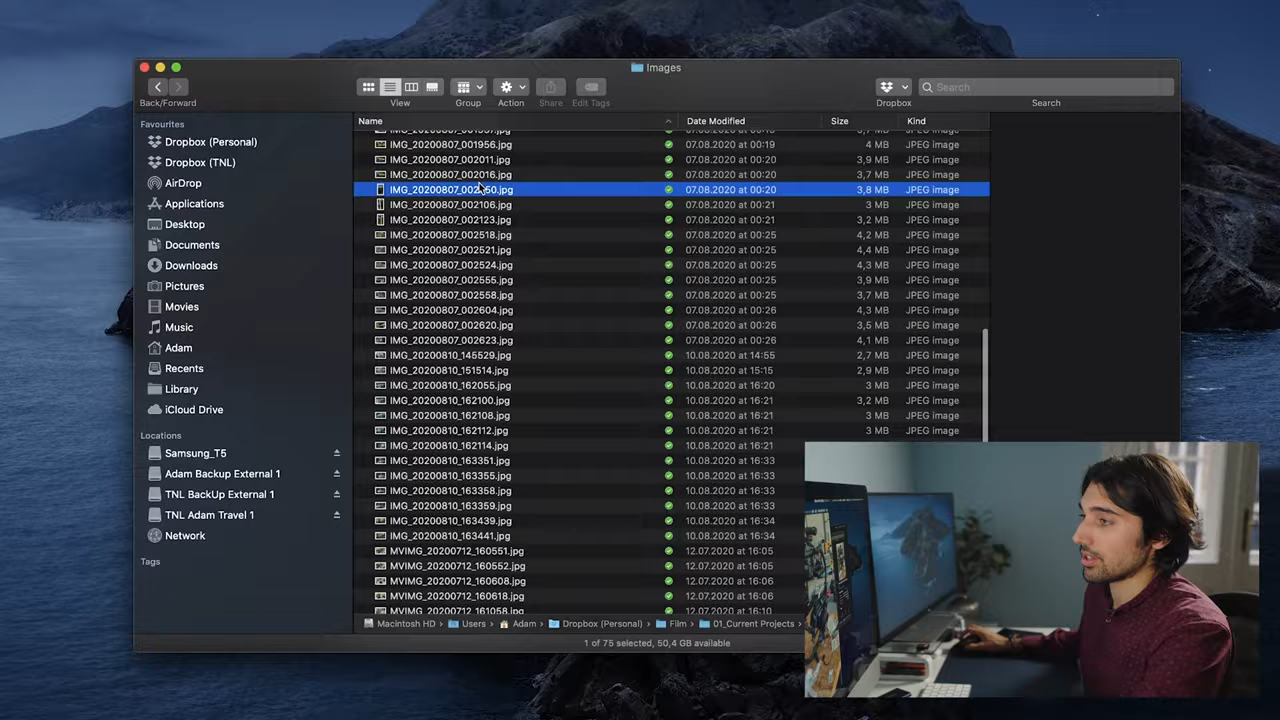 Images
Back/Forward
View
Group
Action
Share
Edit Tags
Dropbox
Search
Search
Favourites
Dropbox (Personal)
Dropbox (TNL)
AirDrop
Applications
Desktop
Documents
Downloads
Pictures
Movies
Music
Adam
Recents
Library
iCloud Drive
Locations
Samsung_T5
Adam Backup External 1
TNL BackUp External 1
TNL Adam Travel 1
Network
Tags
Name Date Modified Size Kind
IMG_20200807_001956.jpg 07.08.2020 at 00:19 4 MB JPEG image
IMG_20200807_002011.jpg 07.08.2020 at 00:20 3,9 MB JPEG image
IMG_20200807_002016.jpg 07.08.2020 at 00:20 3,7 MB JPEG image
07.08.2020 at 00:20 3,8 MB JPEG image
IMG_20200807_002106.jpg 07.08.2020 at 00:21 3 MB JPEG image
IMG_20200807_002123.jpg 07.08.2020 at 00:21 3,2 MB JPEG image
IMG_20200807_002518.jpg 07.08.2020 at 00:25 4,2 MB JPEG image
IMG_20200807_002521.jpg 07.08.2020 at 00:25 4,4 MB JPEG image
IMG_20200807_002524.jpg 07.08.2020 at 00:25 4,3 MB JPEG image
IMG_20200807_002555.jpg 07.08.2020 at 00:25 3,9 MB JPEG image
IMG_20200807_002558.jpg 07.08.2020 at 00:25 3,7 MB JPEG image
IMG_20200807_002604.jpg 07.08.2020 at 00:26 4,3 MB JPEG image
IMG_20200807_002620.jpg 07.08.2020 at 00:26 3,5 MB JPEG image
IMG_20200807_002623.jpg 07.08.2020 at 00:26 4,1 MB JPEG image
IMG_20200810_145529.jpg 10.08.2020 at 14:55 2,7 MB JPEG image
IMG_20200810_151514.jpg 10.08.2020 at 15:15 2,9 MB JPEG image
IMG_20200810_162055.jpg 10.08.2020 at 16:20 3 MB JPEG image
IMG_20200810_162100.jpg 10.08.2020 at 16:21 3,2 MB JPEG image
IMG_20200810_162108.jpg 10.08.2020 at 16:21 3 MB JPEG image
IMG_20200810_162112.jpg 10.08.2020 at 16:21 3 MB JPEG image
IMG_20200810_162114.jpg 10.08.2020 at 16:21
IMG_20200810_163351.jpg 10.08.2020 at 16:33
IMG_20200810_163355.jpg 10.08.2020 at 16:33
IMG_20200810_163358.jpg 10.08.2020 at 16:33
IMG_20200810_163359.jpg 10.08.2020 at 16:33
IMG_20200810_163439.jpg 10.08.2020 at 16:34
IMG_20200810_163441.jpg 10.08.2020 at 16:34
MVIMG_20200712_160551.jpg 12.07.2020 at 16:05
MVIMG_20200712_160552.jpg 12.07.2020 at 16:05
MVIMG_20200712_160608.jpg 12.07.2020 at 16:06
MVIMG_20200712_160618.jpg 12.07.2020 at 16:06
MVIMG_20200712_161058.jpg 12.07.2020 at 16:10
Macintosh HD Users Adam Dropbox (Personal) Film 01_Current Projects
1 of 75 selected, 50,4 GB available